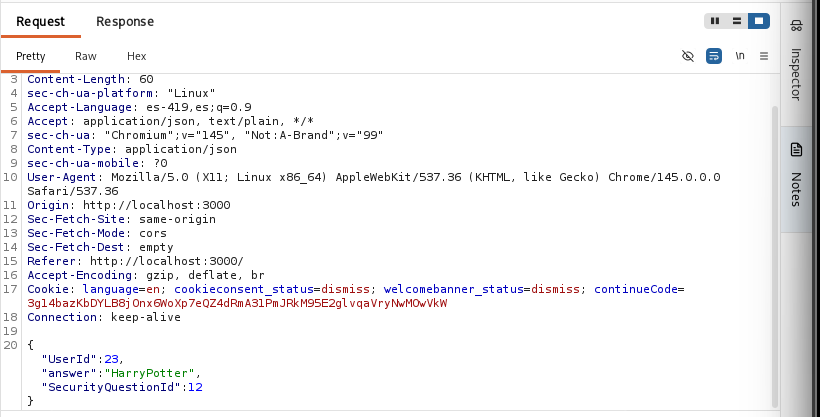 Request Response
Pretty Raw Hex \n
3 Content-Length: 60
4 sec-ch-ua-platform: "Linux"
5 Accept-Language: es-419,es;q=0.9
6 Accept: application/json, text/plain, */*
7 sec-ch-ua: "Chromium";v="145", "Not:A-Brand";v="99"
8 Content-Type: application/json
9 sec-ch-ua-mobile: ?0
10 User-Agent: Mozilla/5.0 (X11; Linux x86_64) AppleWebKit/537.36 (KHTML, like Gecko) Chrome/145.0.0.0
Safari/537.36
11 Origin: http://localhost:3000
12 Sec-Fetch-Site: same-origin
13 Sec-Fetch-Mode: cors
14 Sec-Fetch-Dest: empty
15 Referer: http://localhost:3000/
16 Accept-Encoding: gzip, deflate, br
17 Cookie: language=en; cookieconsent_status=dismiss; welcomebanner_status=dismiss; continueCode=
3g14bazKbDYLB8jOnx6WoXp7eQZ4dRmA31PmJRkM95E2glvqaVryNwMOwVkW
18 Connection: keep-alive
19
20 {
"UserId":23,
"answer":"HarryPotter",
"SecurityQuestionId":12
}
Inspector
Notes